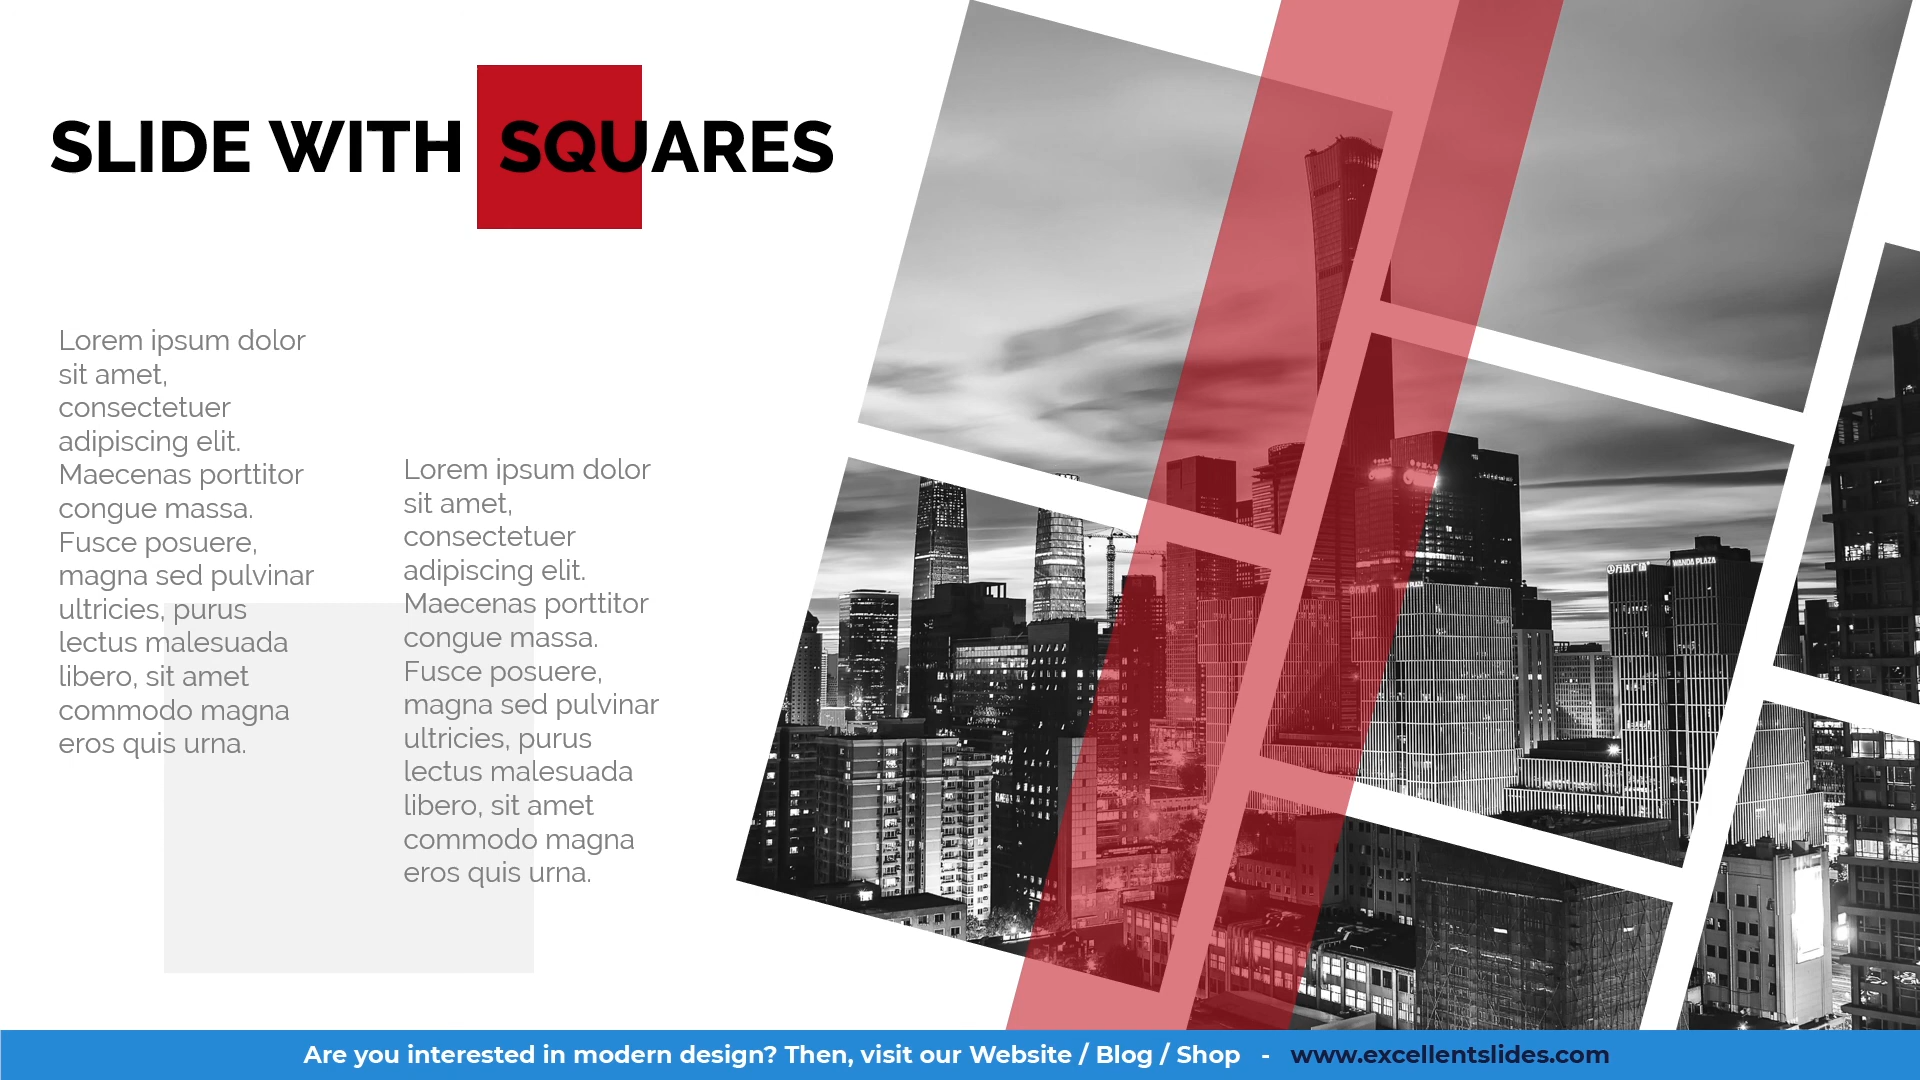 SLIDE WITH SQUARES
Lorem ipsum dolor
sit amet,
consectetuer
adipiscing elit.
Maecenas porttitor
congue massa.
Fusce posuere,
magna sed pulvinar
ultricies, purus
lectus malesuada
libero, sit amet
commodo magna
eros quis urna.
Lorem ipsum dolor
sit amet,
consectetuer
adipiscing elit.
Maecenas porttitor
congue massa.
Fusce posuere,
magna sed pulvinar
ultricies, purus
lectus malesuada
libero, sit amet
commodo magna
eros quis urna.
WANDA PLAZA
Are you interested in modern design? Then, visit our Website / Blog / Shop - www.excellentslides.com